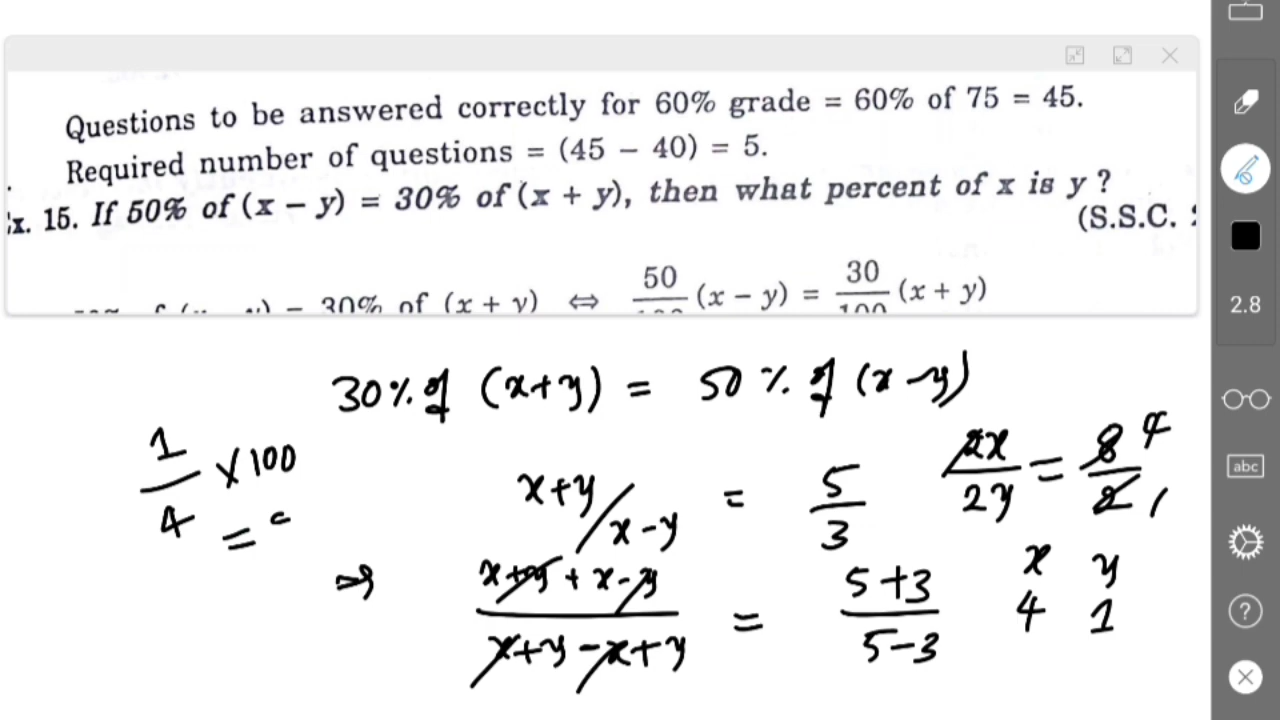 Questions to be answered correctly for 60% grade = 60% of 75 = 45.
Required number of questions = (45 − 40) = 5.
x. 15. If 50% of (x − y) = 30% of (x + y), then what percent of x is y ?
(S.S.C.
30% of (x + y) ⇔ 50/100 (x − y) = 30/100 (x + y)
30% of (x+y) = 50% of (x-y)
1/4 × 100 =
x+y/x-y = 5/3
2x/2y = 8/2 4 1
⇒ x+y+x-y/x+y-x+y = 5+3/5-3
x y
4 1
2.8
abc
?